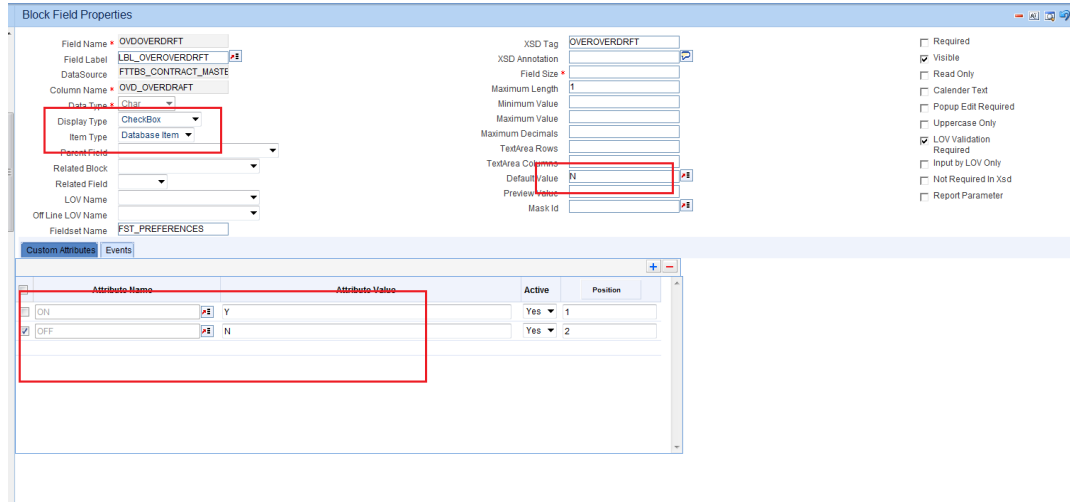 Block Field Properties
Field Name * OVDOVERDRFT
Field Label LBL_OVEROVERDRFT
DataSource FTTBS_CONTRACT_MASTE
Column Name * OVD_OVERDRAFT
Data Type * Char
Display Type CheckBox
Item Type Database Item
Parent Field
Related Block
Related Field
LOV Name
Off Line LOV Name
Fieldset Name FST_PREFERENCES
XSD Tag OVEROVERDRFT
XSD Annotation
Field Size *
Maximum Length 1
Minimum Value
Maximum Value
Maximum Decimals
TextArea Rows
TextArea Columns
Default Value N
Preview Value
Mask Id
Required
Visible
Read Only
Calender Text
Popup Edit Required
Uppercase Only
LOV Validation
Required
Input by LOV Only
Not Required In Xsd
Report Parameter
Custom Attributes Events
Attribute Name Attribute Value Active Position
ON Y Yes 1
OFF N Yes 2